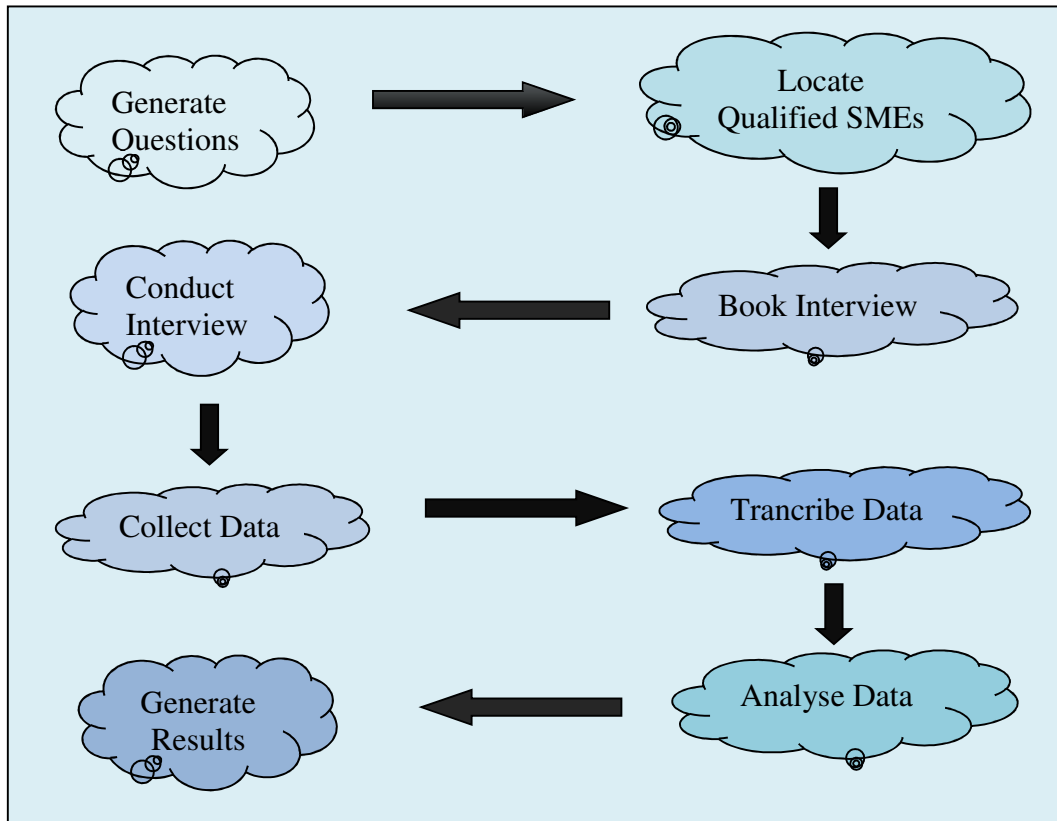 Generate
Questions
Locate
Qualified SMEs
Book Interview
Conduct
Interview
Collect Data
Trancribe Data
Analyse Data
Generate
Results